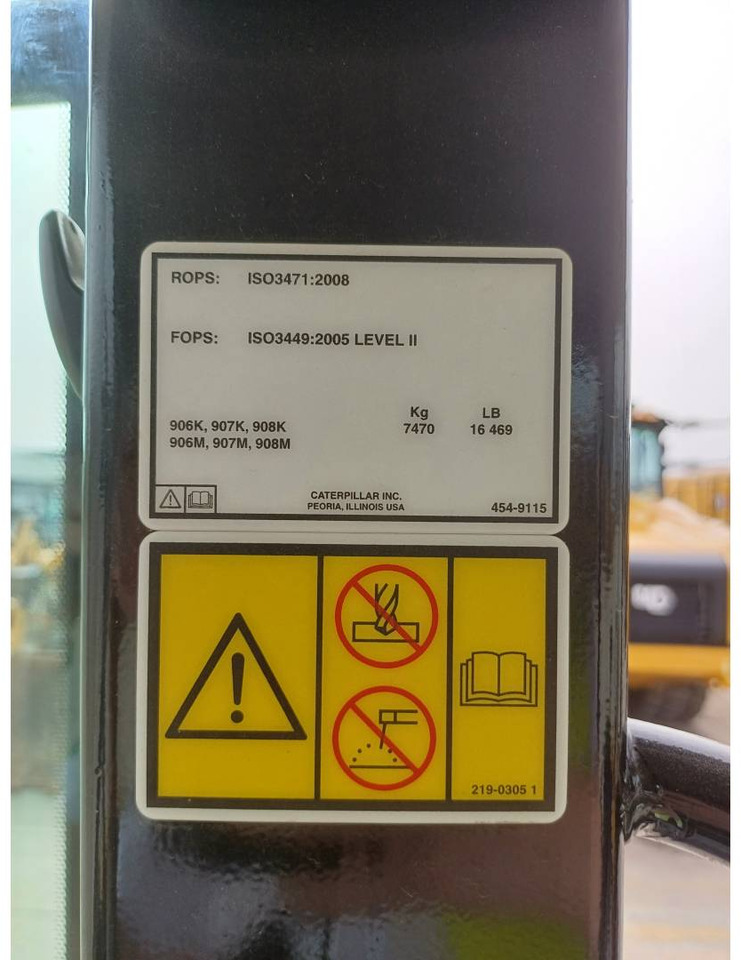 ROPS: ISO3471:2008
FOPS: ISO3449:2005 LEVEL II
Kg LB
906K, 907K, 908K 7470 16 469
906M, 907M, 908M
CATERPILLAR INC.
PEORIA, ILLINOIS USA 454-9115
219-0305 1